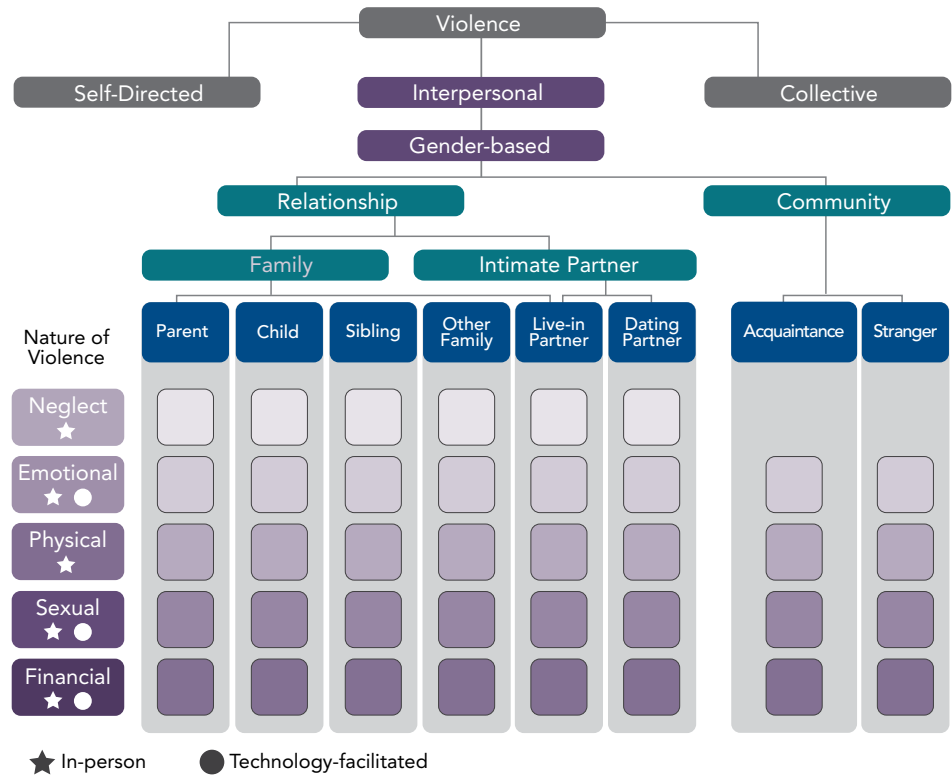 Violence
Self-Directed
Interpersonal
Collective
Gender-based
Relationship
Community
Family
Intimate Partner
Nature of
Violence
Parent
Child
Sibling
Other
Family
Live-in
Partner
Dating
Partner
Acquaintance
Stranger
Neglect
Emotional
Physical
Sexual
Financial
In-person
Technology-facilitated